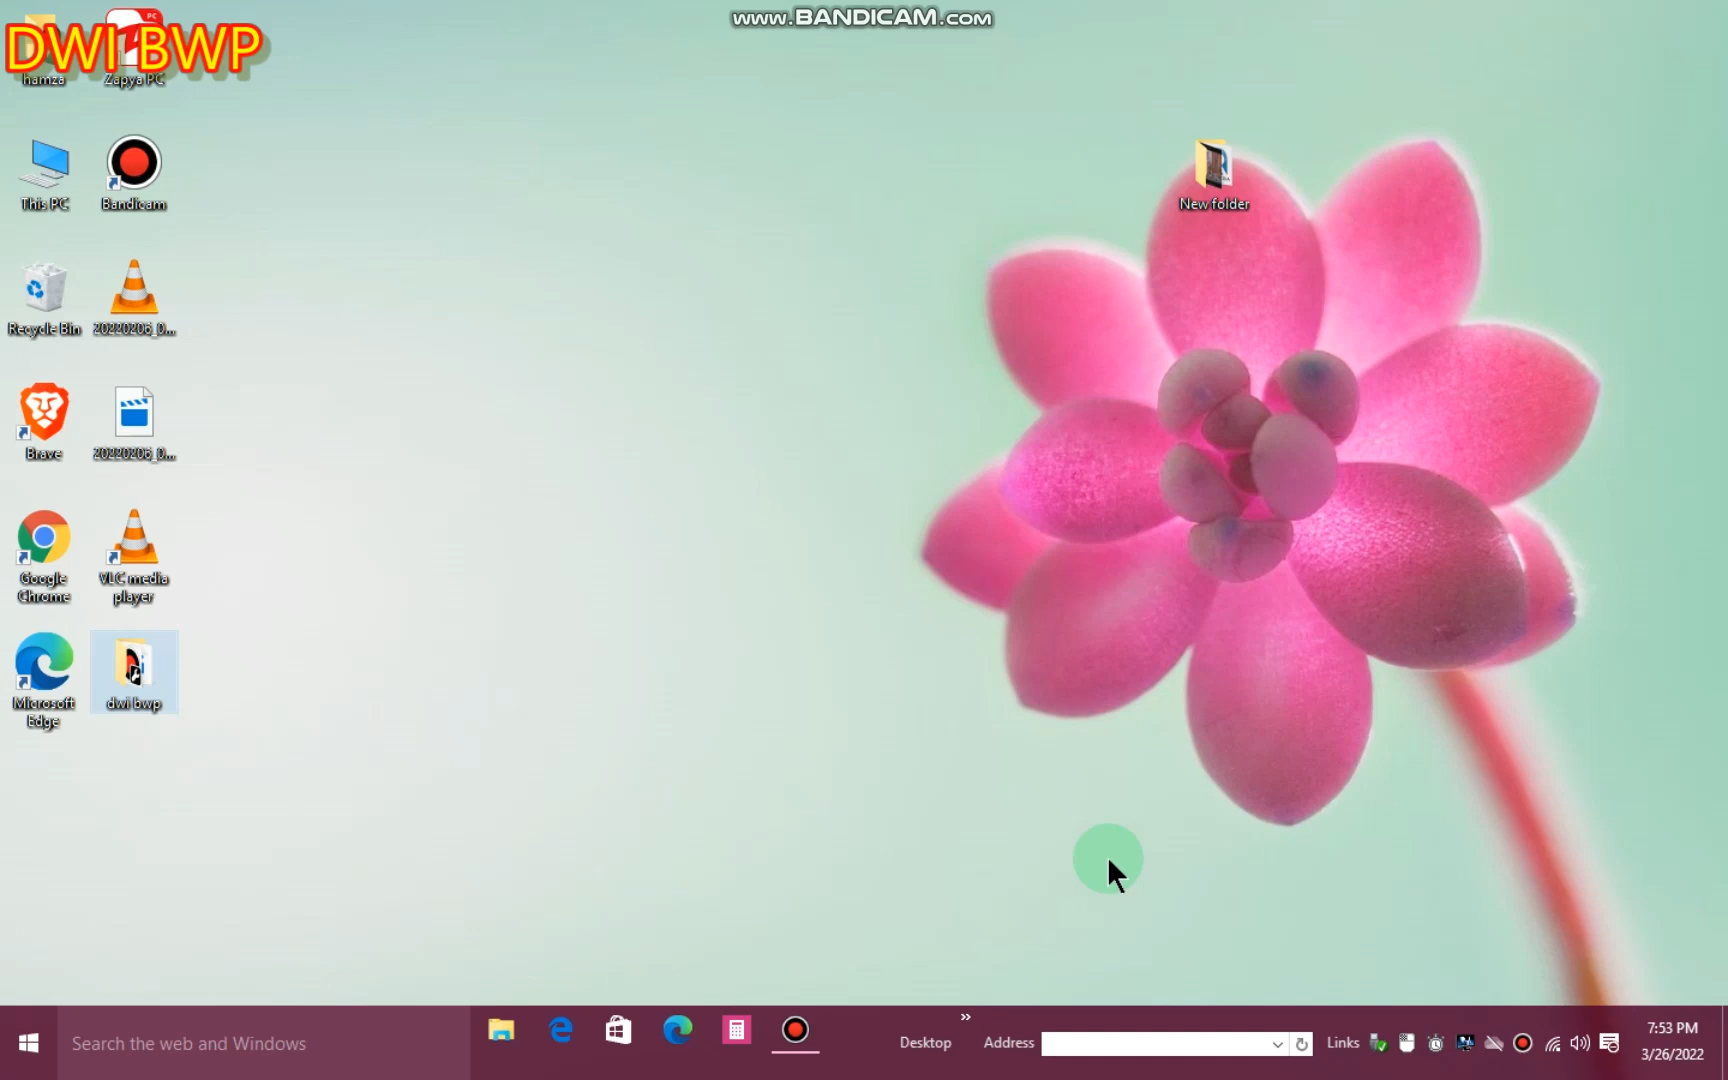 www.BANDICAM.com
DWI BWP
hamza
Zapya PC
This PC
Bandicam
New folder
Recycle Bin
20220206_0...
Brave
20220206_0...
Google
Chrome
VLC media
player
Microsoft
Edge
dwi bwp
Search the web and Windows
Desktop
»
Address
Links
7:53 PM
3/26/2022